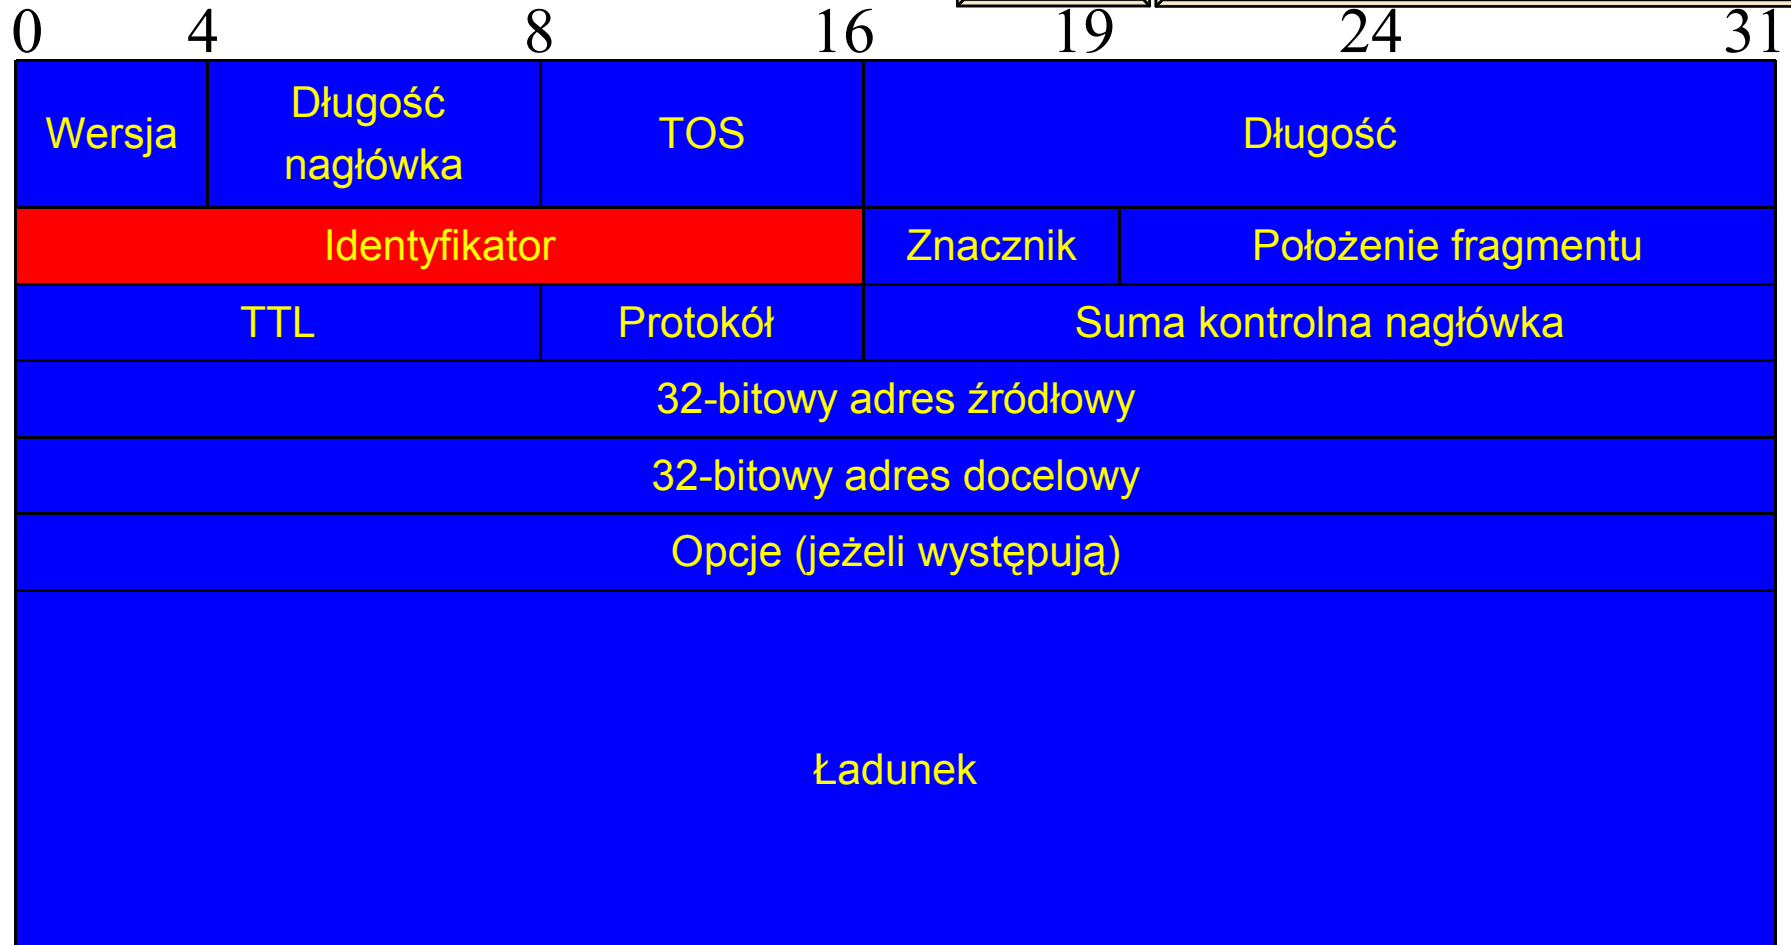 0 4 8 16 19 24 31
Wersja Długość nagłówka TOS Długość
Identyfikator Znacznik Położenie fragmentu
TTL Protokół Suma kontrolna nagłówka
32-bitowy adres źródłowy
32-bitowy adres docelowy
Opcje (jeżeli występują)
Ładunek